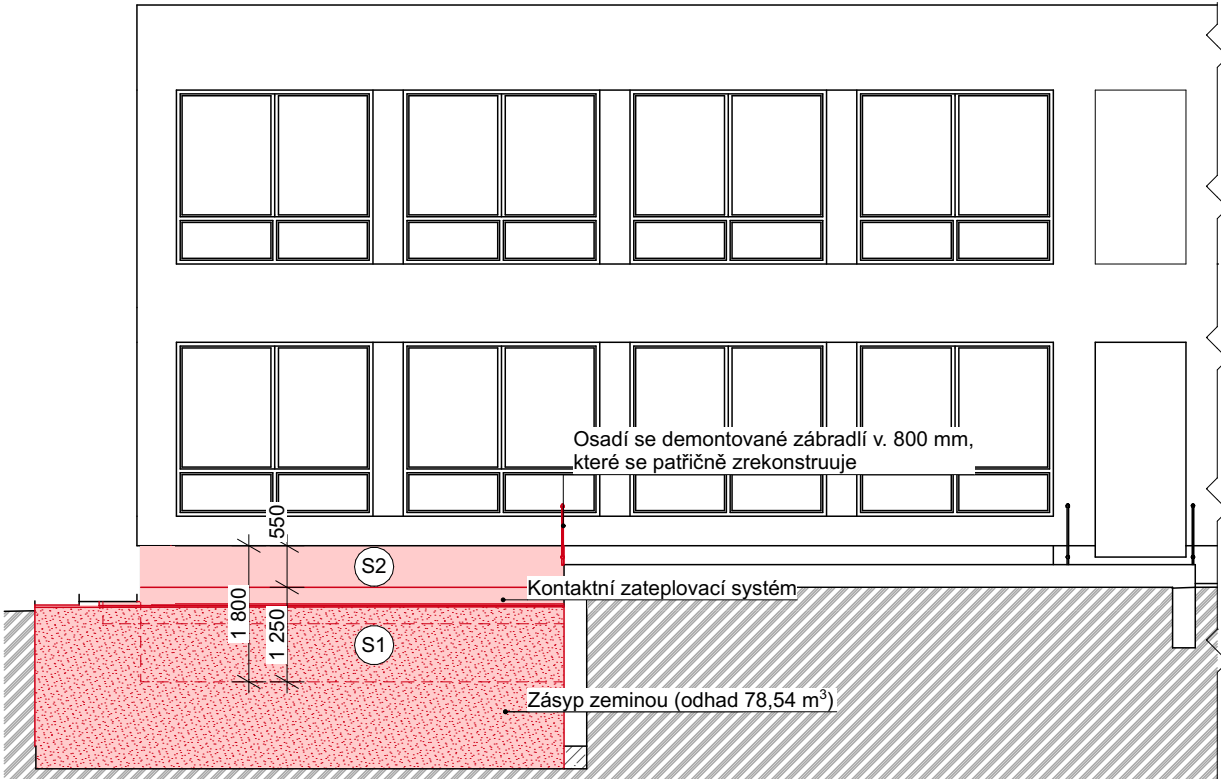 Osadí se demontované zábradlí v. 800 mm,
které se patřičně zrekonstruuje
550
S2
Kontaktní zateplovací systém
1 800
1 250
S1
Zásyp zeminou (odhad 78,54 m³)